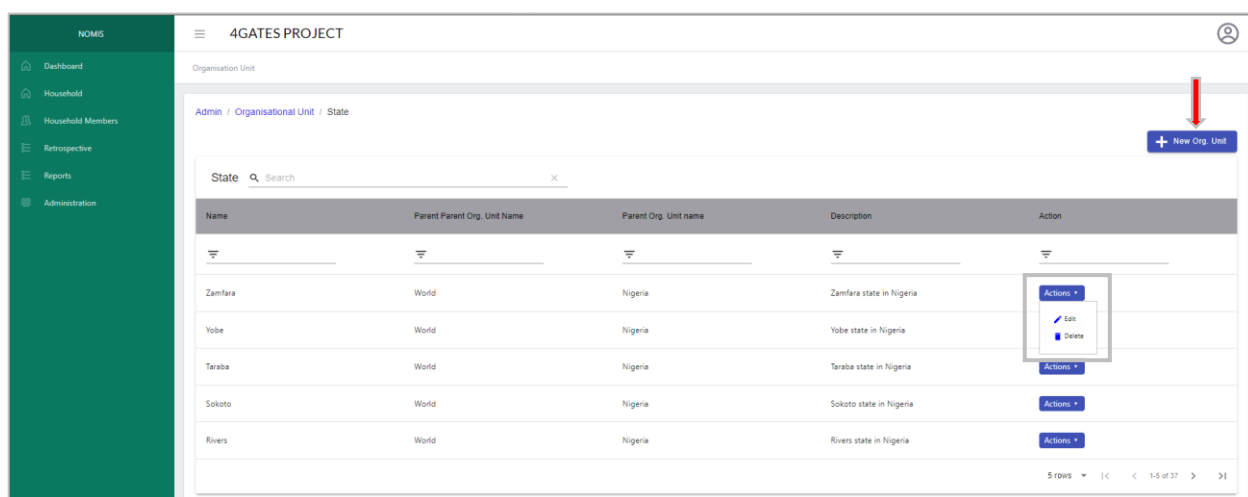 NOMIS
4GATES PROJECT
Dashboard
Organisation Unit
Household
Admin / Organisational Unit / State
Household Members
New Org. Unit
Retrospective
Reports
State Search
Administration
Name Parent Parent Org. Unit Name Parent Org. Unit name Description Action
Zamfara World Nigeria Zamfara state in Nigeria Actions
Edit
Yobe World Nigeria Yobe state in Nigeria
Delete
Taraba World Nigeria Taraba state in Nigeria Actions
Sokoto World Nigeria Sokoto state in Nigeria Actions
Rivers World Nigeria Rivers state in Nigeria Actions
5 rows 1-5 of 37